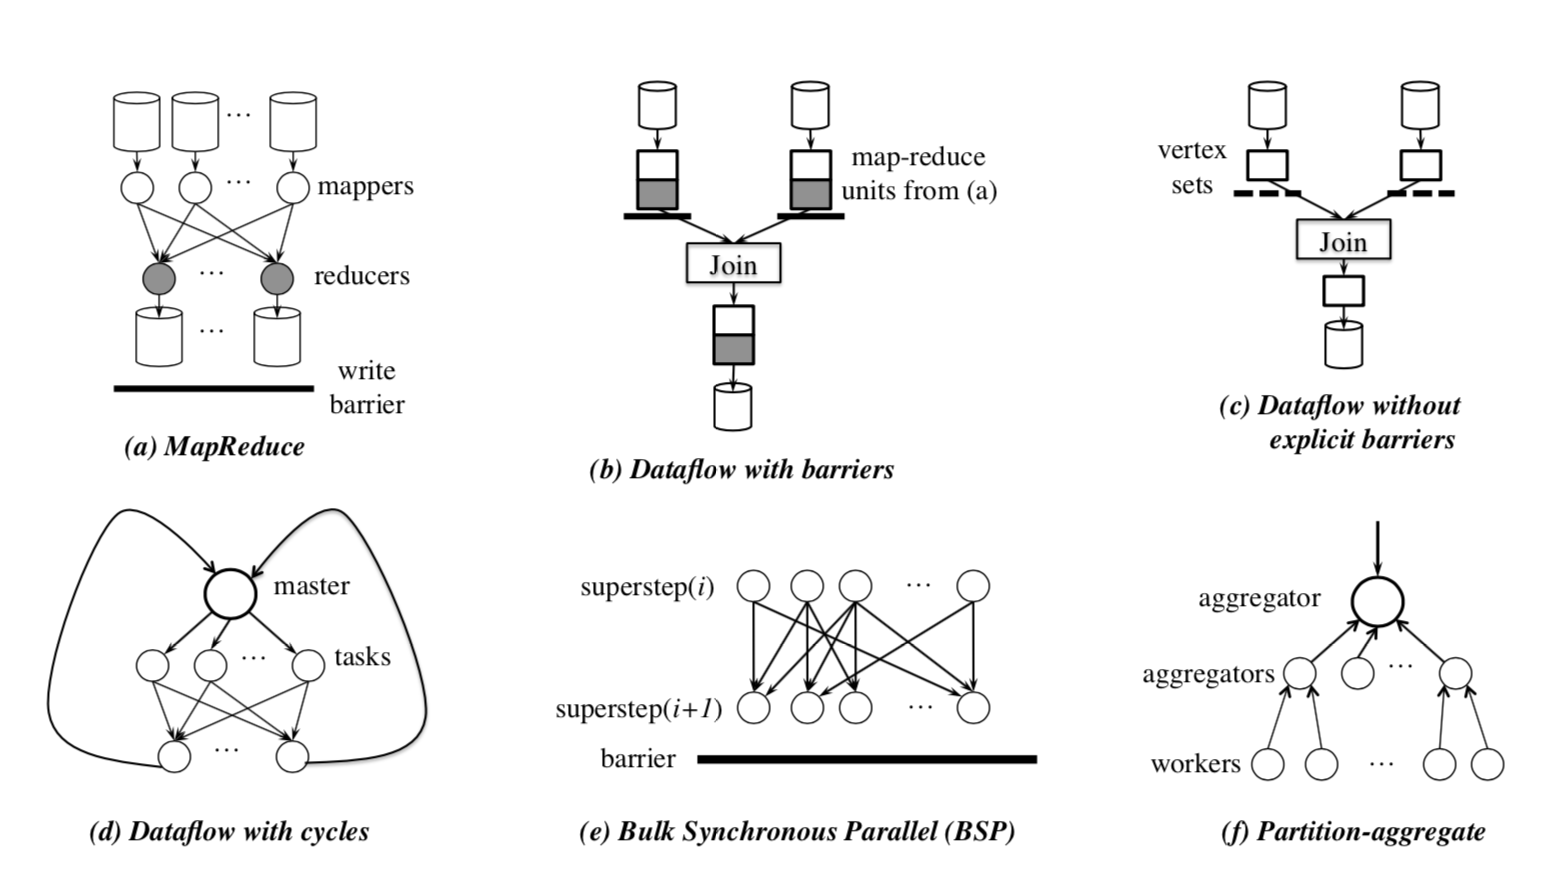 ...
mappers
...
reducers
...
...
write
barrier
(a) MapReduce
map-reduce
units from (a)
Join
(b) Dataflow with barriers
vertex
sets
Join
(c) Dataflow without
explicit barriers
master
tasks
...
...
(d) Dataflow with cycles
superstep(i)
...
superstep(i+1)
...
barrier
(e) Bulk Synchronous Parallel (BSP)
aggregator
aggregators
...
workers
...
(f) Partition-aggregate